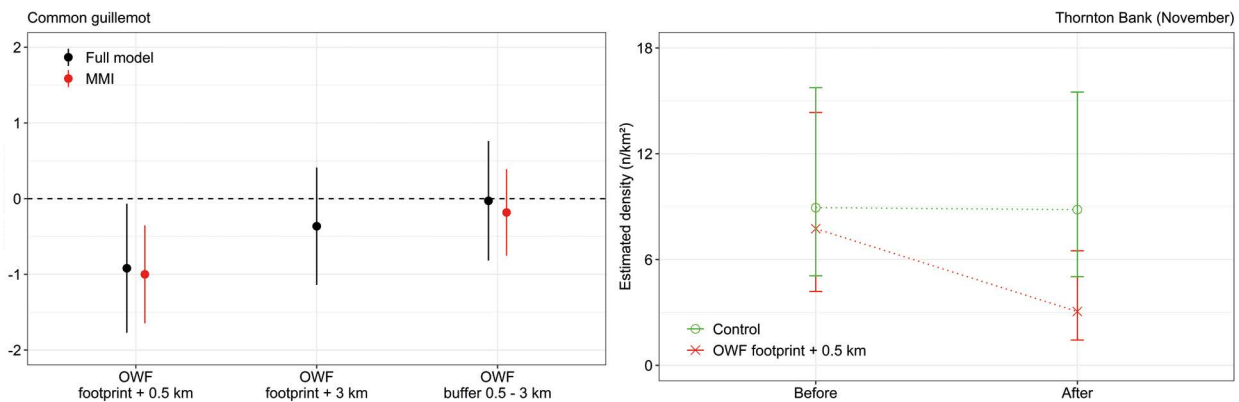 Common guillemot
2
1
0
-1
-2
Full model
MMI
OWF
footprint + 0.5 km
OWF
footprint + 3 km
OWF
buffer 0.5 - 3 km
Thornton Bank (November)
Estimated density (n/km²)
18
12
6
0
Control
OWF footprint + 0.5 km
Before
After